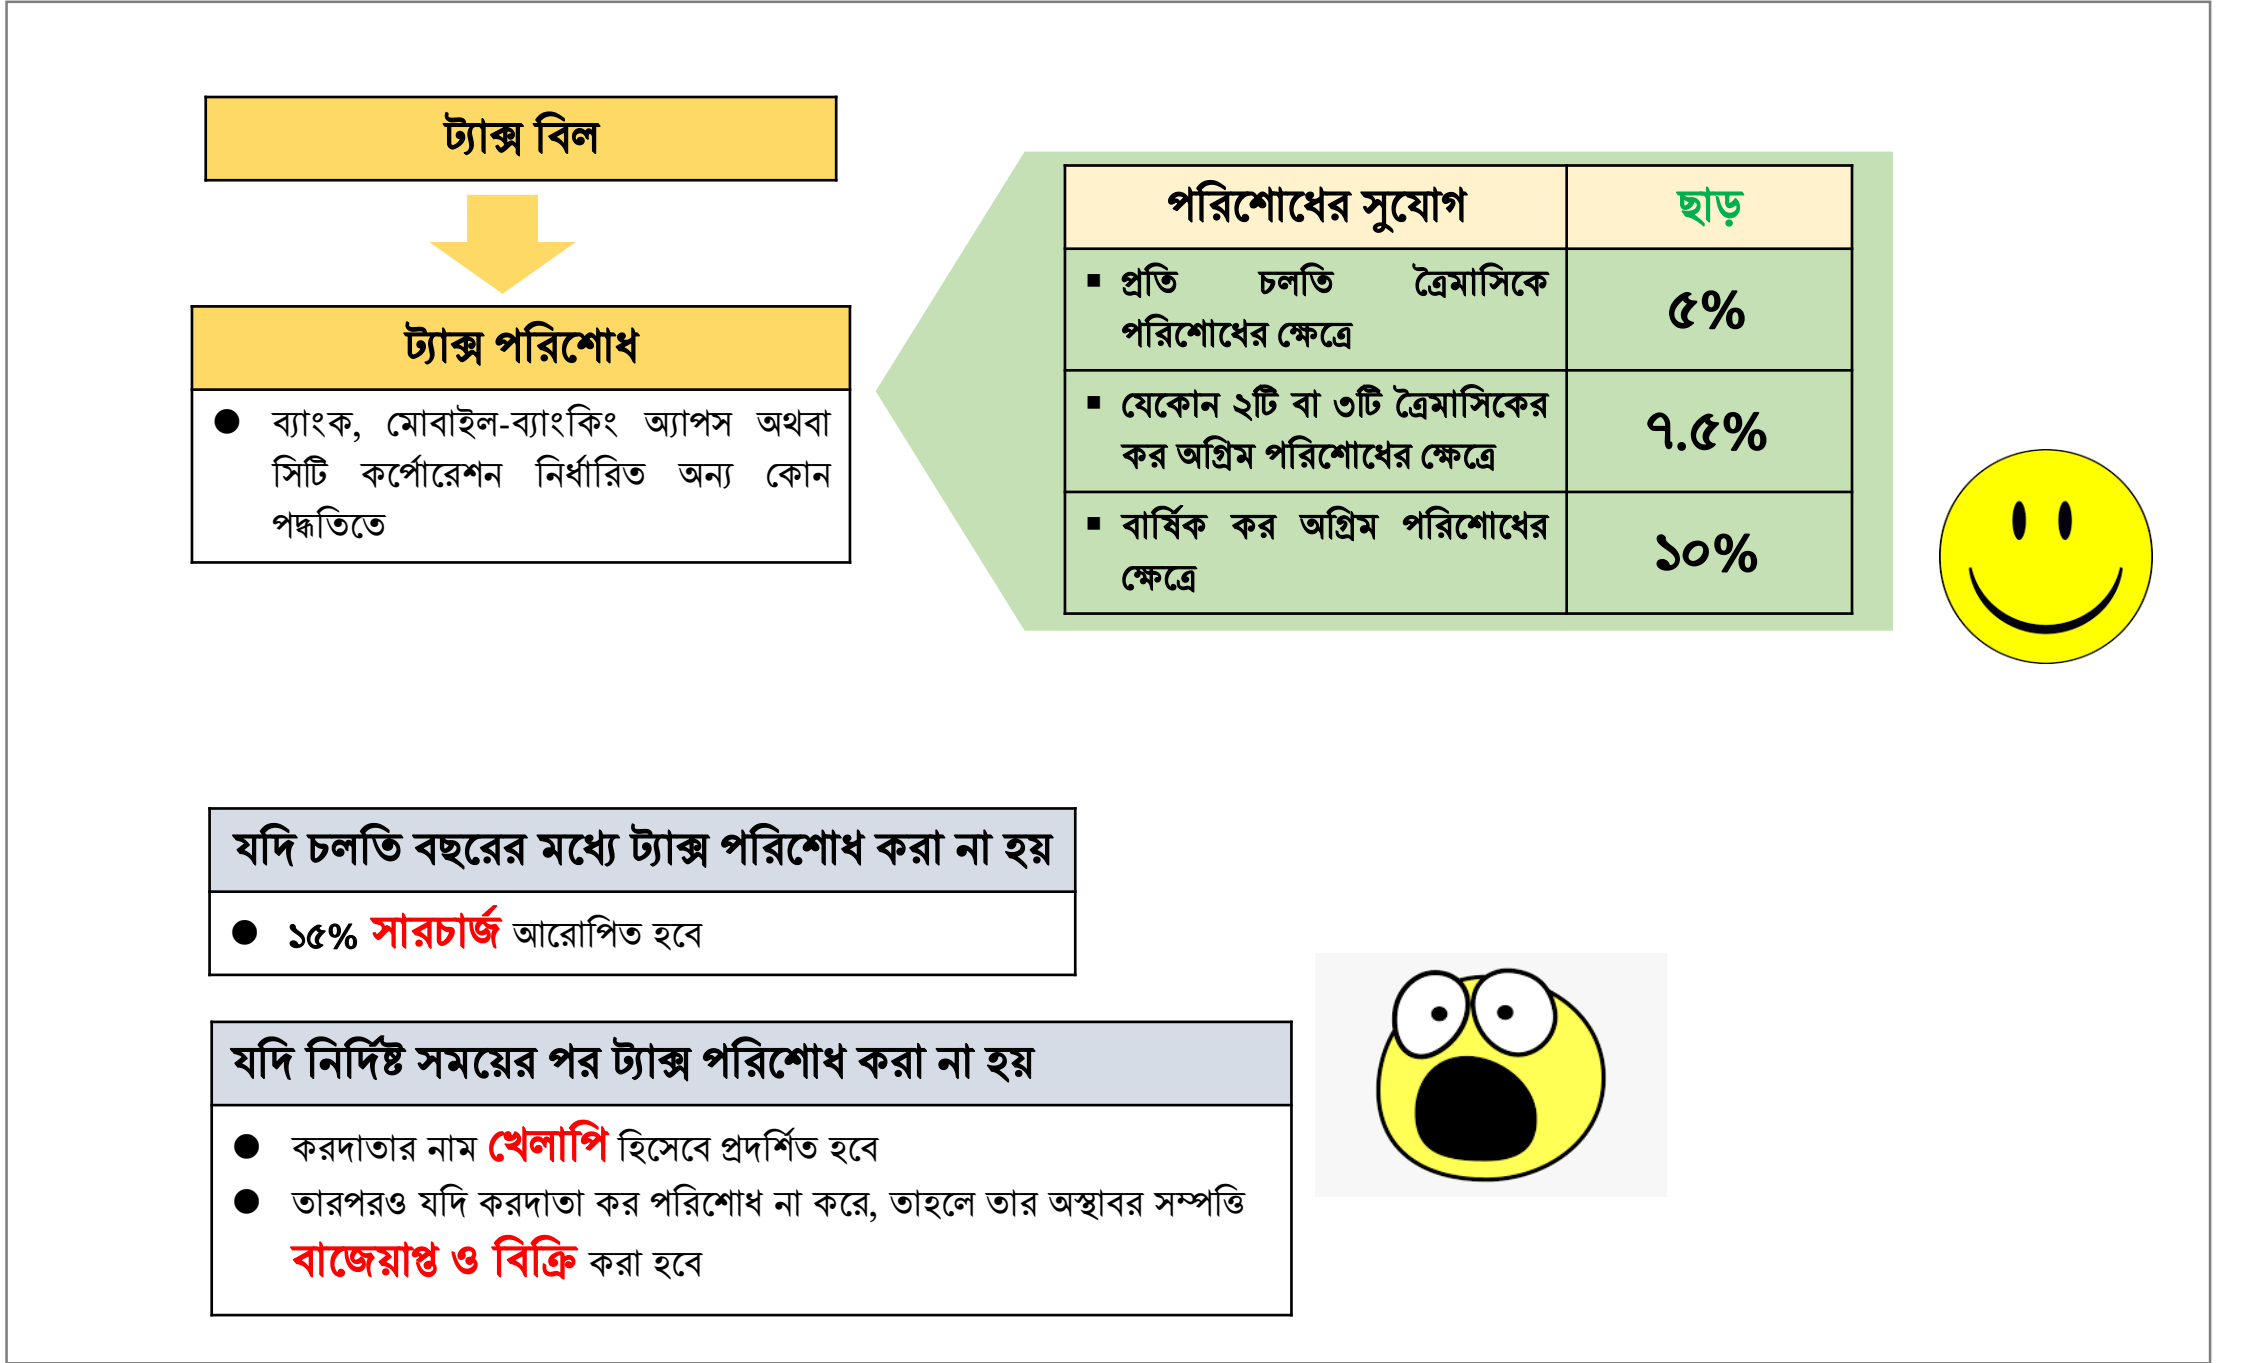 ট্যাক্স বিল
ট্যাক্স পরিশোধ
● ব্যাংক, মোবাইল-ব্যাংকিং অ্যাপস অথবা
সিটি কর্পোরেশন নির্ধারিত অন্য কোন
পদ্ধতিতে
পরিশোধের সুযোগ ছাড়
▪ প্রতি চলতি ত্রৈমাসিকে
পরিশোধের ক্ষেত্রে
৫%
▪ যেকোন ২টি বা ৩টি ত্রৈমাসিকের
কর অগ্রিম পরিশোধের ক্ষেত্রে
৭.৫%
▪ বার্ষিক কর অগ্রিম পরিশোধের
ক্ষেত্রে
১০%
যদি চলতি বছরের মধ্যে ট্যাক্স পরিশোধ করা না হয়
● ১৫% সারচার্জ আরোপিত হবে
যদি নির্দিষ্ট সময়ের পর ট্যাক্স পরিশোধ করা না হয়
● করদাতার নাম খেলাপি হিসেবে প্রদর্শিত হবে
● তারপরও যদি করদাতা কর পরিশোধ না করে, তাহলে তার অস্থাবর সম্পত্তি
বাজেয়াপ্ত ও বিক্রি করা হবে